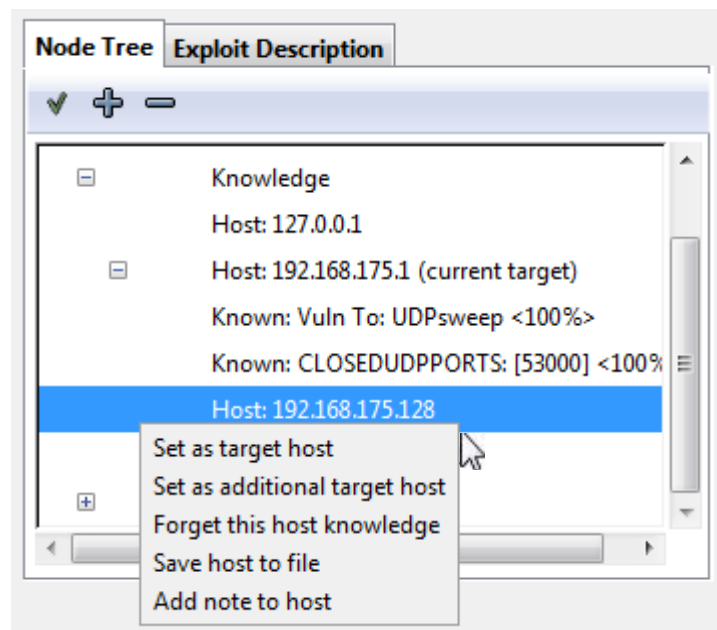 Node Tree Exploit Description
Knowledge
Host: 127.0.0.1
Host: 192.168.175.1 (current target)
Known: Vuln To: UDPsweep <100%>
Known: CLOSEDUDPPORTS: [53000] <100%
Host: 192.168.175.128
Set as target host
Set as additional target host
Forget this host knowledge
Save host to file
Add note to host